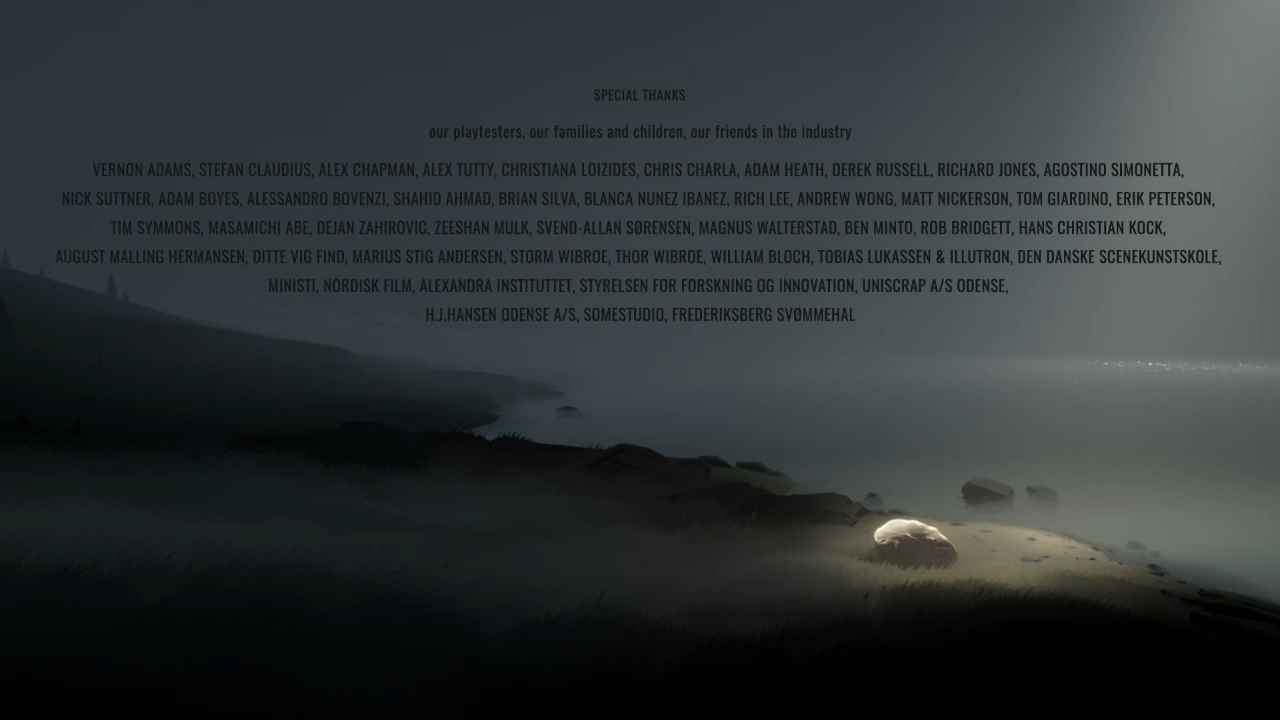 SPECIAL THANKS
our playtesters, our families and children, our friends in the industry
VERNON ADAMS, STEFAN CLAUDIUS, ALEX CHAPMAN, ALEX TUTTY, CHRISTIANA LOIZIDES, CHRIS CHARLA, ADAM HEATH, DEREK RUSSELL, RICHARD JONES, AGOSTINO SIMONETTA,
NICK SUTTNER, ADAM BOYES, ALESSANDRO BOVENZI, SHAHID AHMAD, BRIAN SILVA, BLANCA NUNEZ IBANEZ, RICH LEE, ANDREW WONG, MATT NICKERSON, TOM GIARDINO, ERIK PETERSON,
TIM SYMMONS, MASAMICHI ABE, DEJAN ZAHIROVIC, ZEESHAN MULK, SVEND-ALLAN SØRENSEN, MAGNUS WALTERSTAD, BEN MINTO, ROB BRIDGETT, HANS CHRISTIAN KOCK,
AUGUST MALLING HERMANSEN, DITTE VIG FIND, MARIUS STIG ANDERSEN, STORM WIBROE, THOR WIBROE, WILLIAM BLOCH, TOBIAS LUKASSEN & ILLUTRON, DEN DANSKE SCENEKUNSTSKOLE,
MINISTI, NORDISK FILM, ALEXANDRA INSTITUTTET, STYRELSEN FOR FORSKNING OG INNOVATION, UNISCRAP A/S ODENSE,
H.J.HANSEN ODENSE A/S, SOMESTUDIO, FREDERIKSBERG SVØMMEHAL